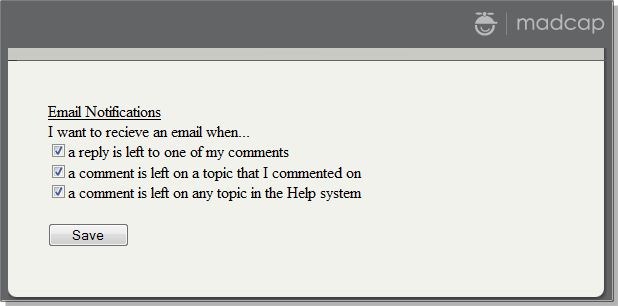 madcap
Email Notifications
I want to recieve an email when...
a reply is left to one of my comments
a comment is left on a topic that I commented on
a comment is left on any topic in the Help system
Save